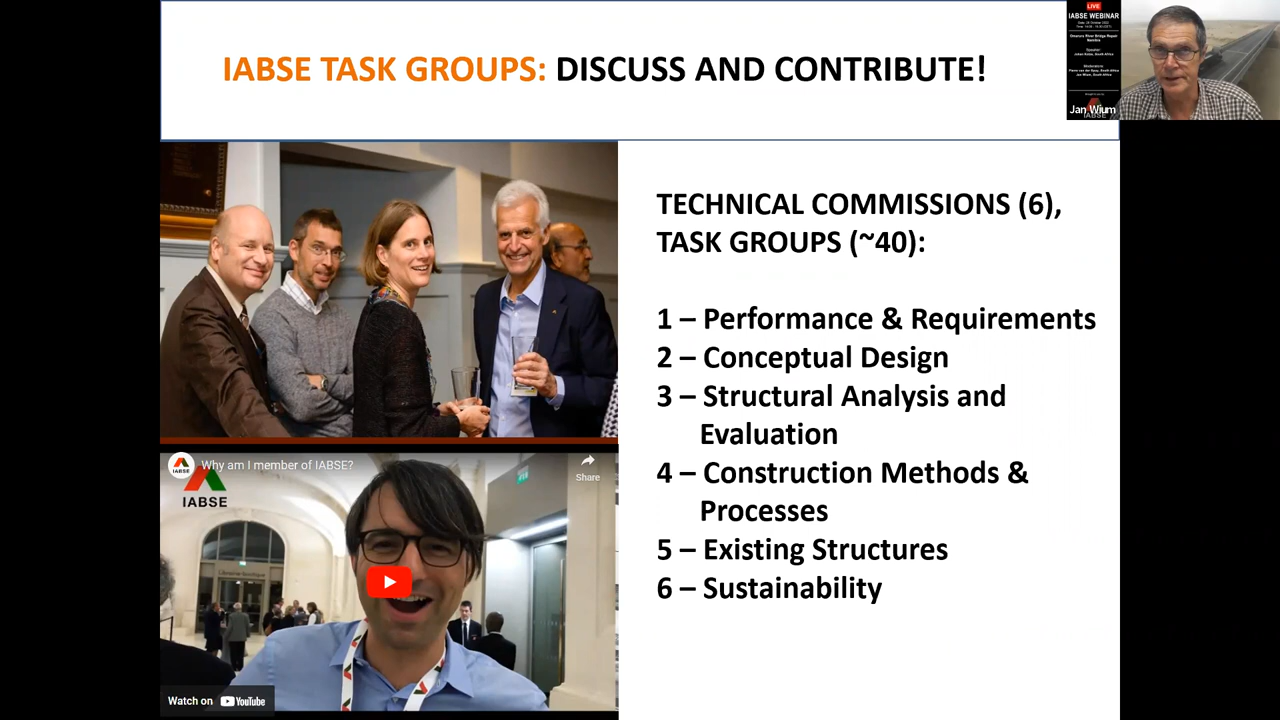 IABSE TASK GROUPS: DISCUSS AND CONTRIBUTE!
LIVE
IABSE WEBINAR
Jan Wium
IABSE
TECHNICAL COMMISSIONS (6),
TASK GROUPS (~40):
1 – Performance & Requirements
2 – Conceptual Design
3 – Structural Analysis and
Evaluation
4 – Construction Methods &
Processes
5 – Existing Structures
6 – Sustainability
IABSE
Why am I member of IABSE?
Share
IABSE
Watch on YouTube